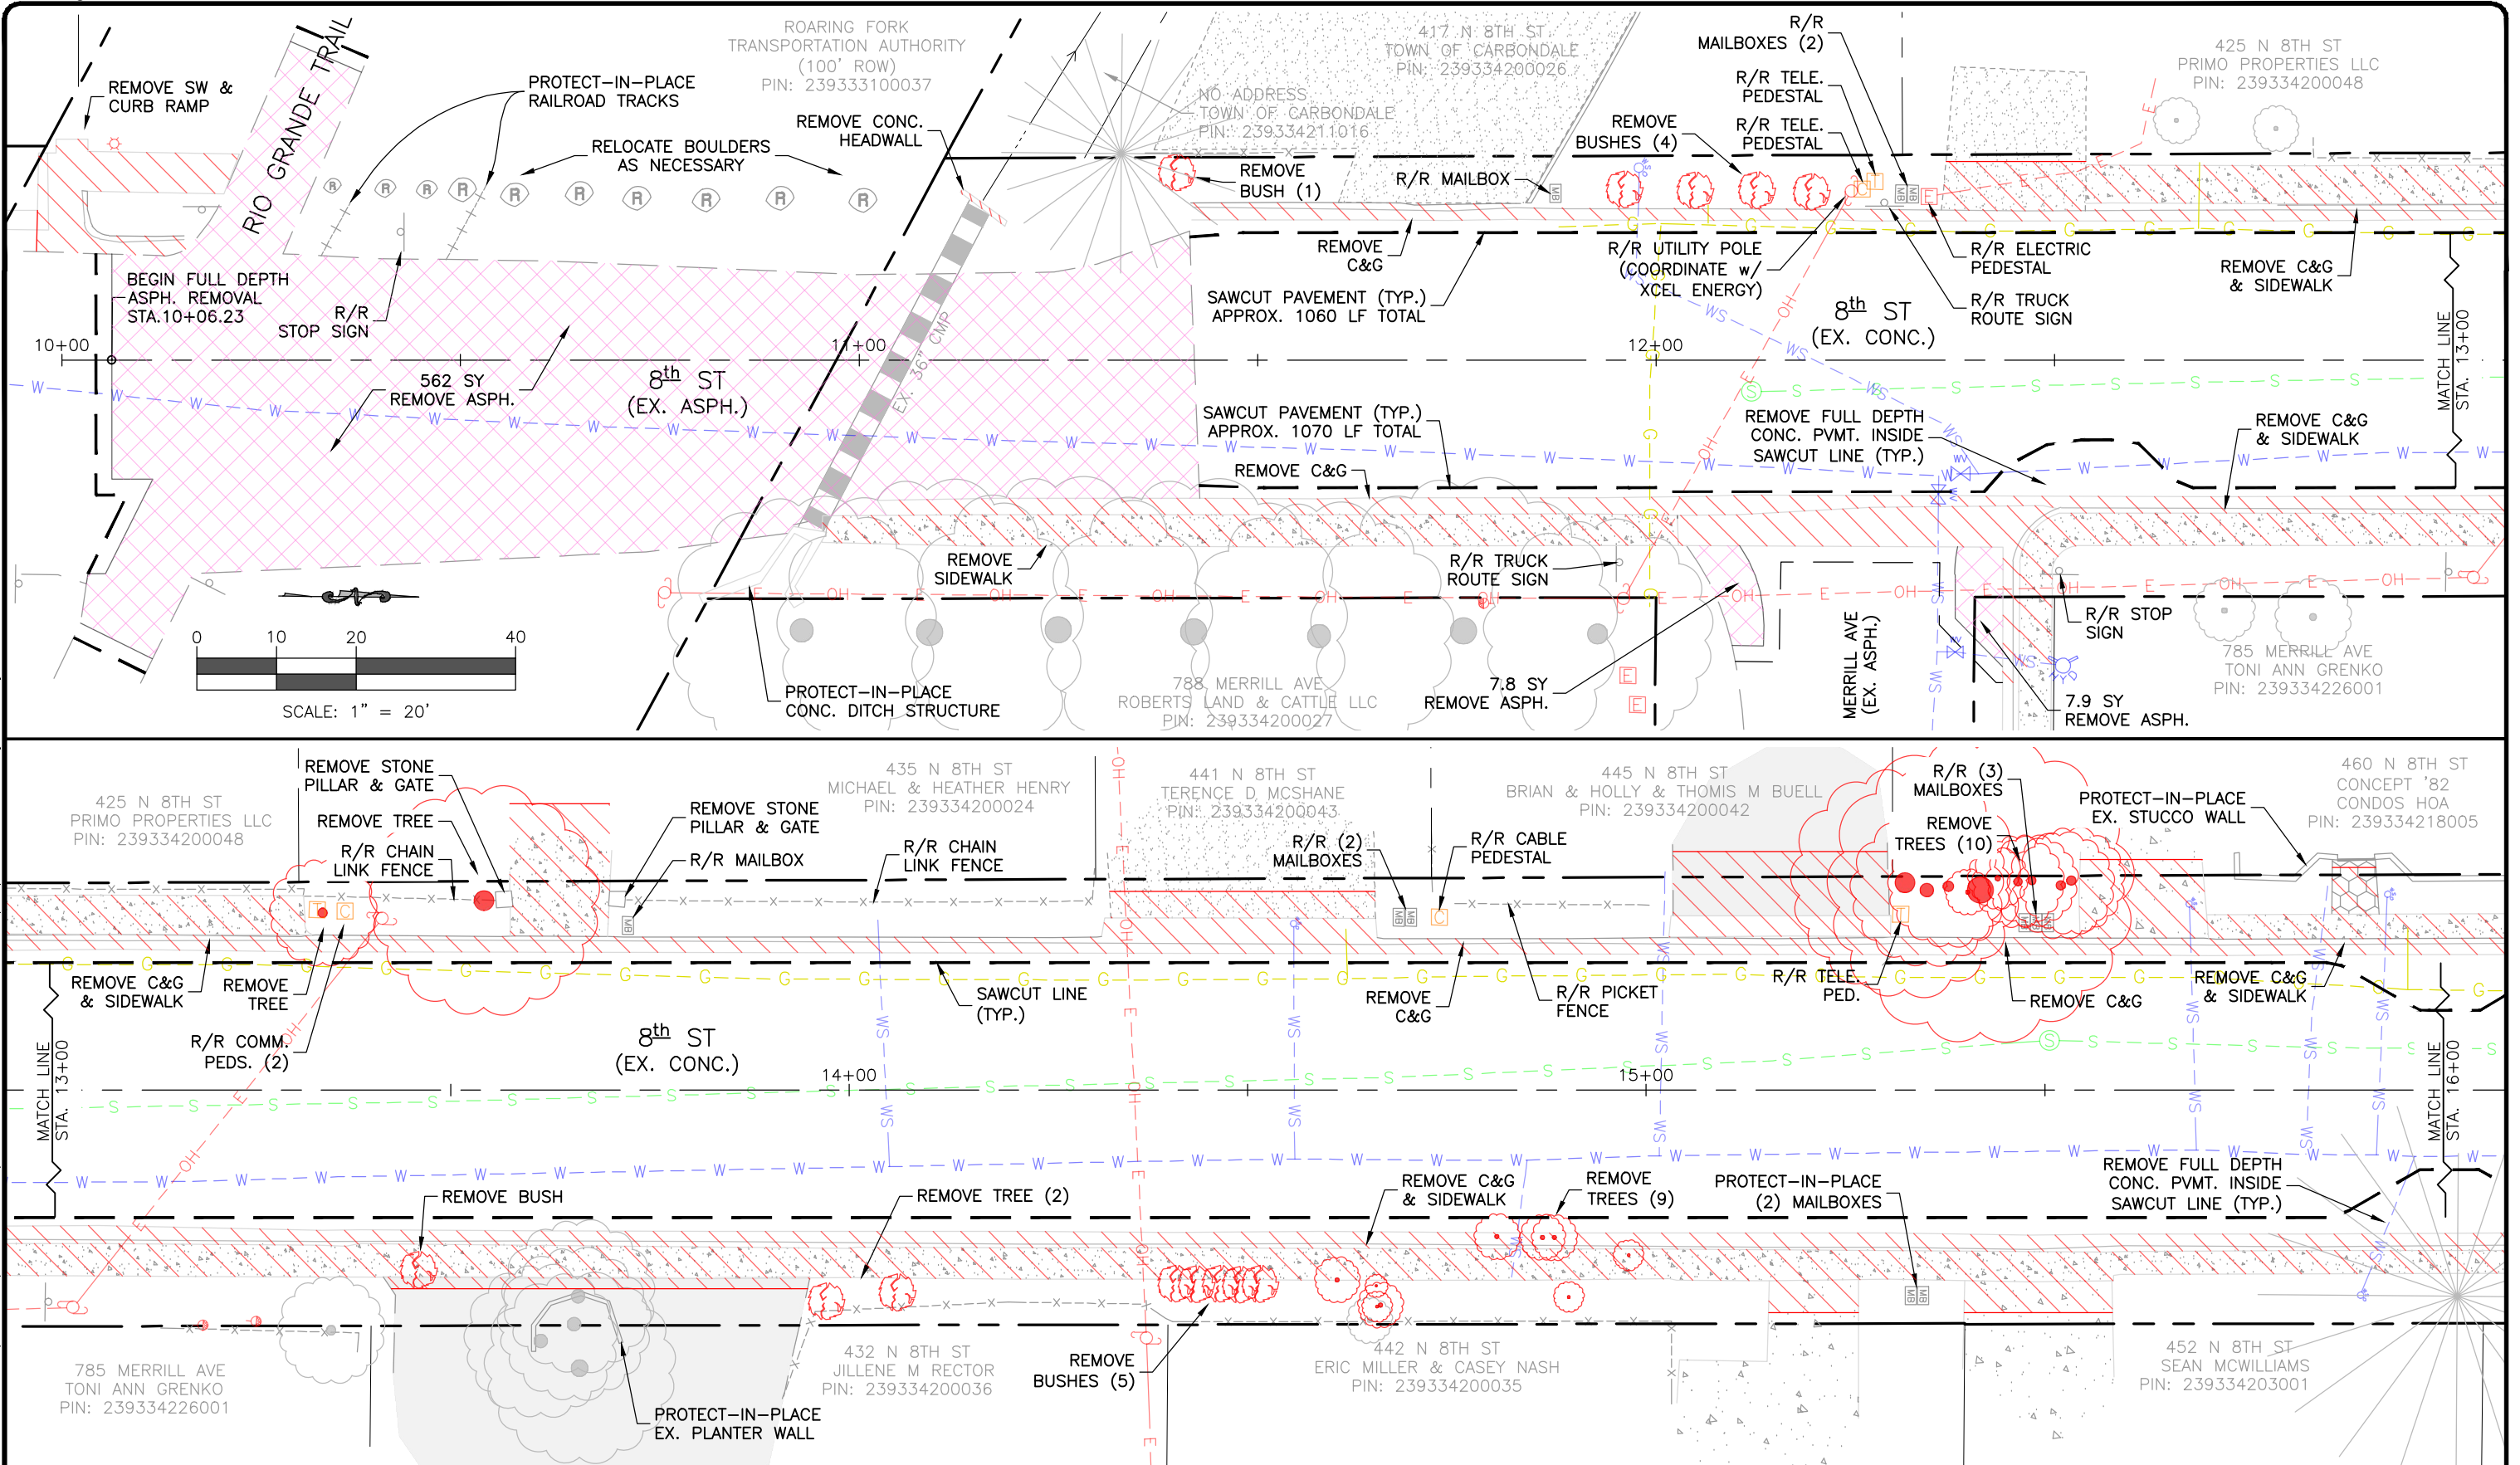 REMOVE SW &
CURB RAMP
RIO GRANDE TRAIL
PROTECT-IN-PLACE
RAILROAD TRACKS
ROARING FORK
TRANSPORTATION AUTHORITY
(100' ROW)
PIN: 239333100037
REMOVE CONC.
HEADWALL
RELOCATE BOULDERS
AS NECESSARY
R R R R R R R R R R
NO ADDRESS
TOWN OF CARBONDALE
PIN: 239334211016
417 N 8TH ST
TOWN OF CARBONDALE
PIN: 239334200026
REMOVE
BUSH (1)
R/R MAILBOX
MB
REMOVE
BUSHES (4)
R/R
MAILBOXES (2)
R/R TELE.
PEDESTAL
R/R TELE.
PEDESTAL
MB MB
E
425 N 8TH ST
PRIMO PROPERTIES LLC
PIN: 239334200048
BEGIN FULL DEPTH
ASPH. REMOVAL
STA.10+06.23
R/R
STOP SIGN
REMOVE
C&G
SAWCUT PAVEMENT (TYP.)
APPROX. 1060 LF TOTAL
R/R UTILITY POLE
(COORDINATE w/
XCEL ENERGY)
R/R ELECTRIC
PEDESTAL
R/R TRUCK
ROUTE SIGN
8th ST
(EX. CONC.)
REMOVE C&G
& SIDEWALK
MATCH LINE
STA. 13+00
10+00
11+00
12+00
562 SY
REMOVE ASPH.
8th ST
(EX. ASPH.)
EX. 36" CMP
SAWCUT PAVEMENT (TYP.)
APPROX. 1070 LF TOTAL
REMOVE C&G
REMOVE FULL DEPTH
CONC. PVMT. INSIDE
SAWCUT LINE (TYP.)
REMOVE C&G
& SIDEWALK
REMOVE
SIDEWALK
R/R TRUCK
ROUTE SIGN
R/R STOP
SIGN
0 10 20 40
SCALE: 1" = 20'
PROTECT-IN-PLACE
CONC. DITCH STRUCTURE
788 MERRILL AVE
ROBERTS LAND & CATTLE LLC
PIN: 239334200027
E
E
7.8 SY
REMOVE ASPH.
MERRILL AVE
(EX. ASPH.)
7.9 SY
REMOVE ASPH.
785 MERRILL AVE
TONI ANN GRENKO
PIN: 239334226001
425 N 8TH ST
PRIMO PROPERTIES LLC
PIN: 239334200048
REMOVE STONE
PILLAR & GATE
REMOVE TREE
R/R CHAIN
LINK FENCE
T C
REMOVE STONE
PILLAR & GATE
R/R MAILBOX
MB
435 N 8TH ST
MICHAEL & HEATHER HENRY
PIN: 239334200024
R/R CHAIN
LINK FENCE
441 N 8TH ST
TERENCE D MCSHANE
PIN: 239334200043
R/R (2)
MAILBOXES
MB MB
C
R/R CABLE
PEDESTAL
445 N 8TH ST
BRIAN & HOLLY & THOMIS M BUELL
PIN: 239334200042
R/R (3)
MAILBOXES
REMOVE
TREES (10)
MB MB MB
PROTECT-IN-PLACE
EX. STUCCO WALL
460 N 8TH ST
CONCEPT '82
CONDOS HOA
PIN: 239334218005
REMOVE C&G
& SIDEWALK
REMOVE
TREE
R/R COMM.
PEDS. (2)
SAWCUT LINE
(TYP.)
REMOVE
C&G
R/R PICKET
FENCE
R/R TELE.
PED.
REMOVE C&G
REMOVE C&G
& SIDEWALK
8th ST
(EX. CONC.)
MATCH LINE
STA. 13+00
14+00
15+00
MATCH LINE
STA. 16+00
REMOVE BUSH
REMOVE TREE (2)
REMOVE C&G
& SIDEWALK
REMOVE
TREES (9)
PROTECT-IN-PLACE
(2) MAILBOXES
MB MB
REMOVE FULL DEPTH
CONC. PVMT. INSIDE
SAWCUT LINE (TYP.)
785 MERRILL AVE
TONI ANN GRENKO
PIN: 239334226001
PROTECT-IN-PLACE
EX. PLANTER WALL
432 N 8TH ST
JILLENE M RECTOR
PIN: 239334200036
REMOVE
BUSHES (5)
442 N 8TH ST
ERIC MILLER & CASEY NASH
PIN: 239334200035
452 N 8TH ST
SEAN MCWILLIAMS
PIN: 239334203001